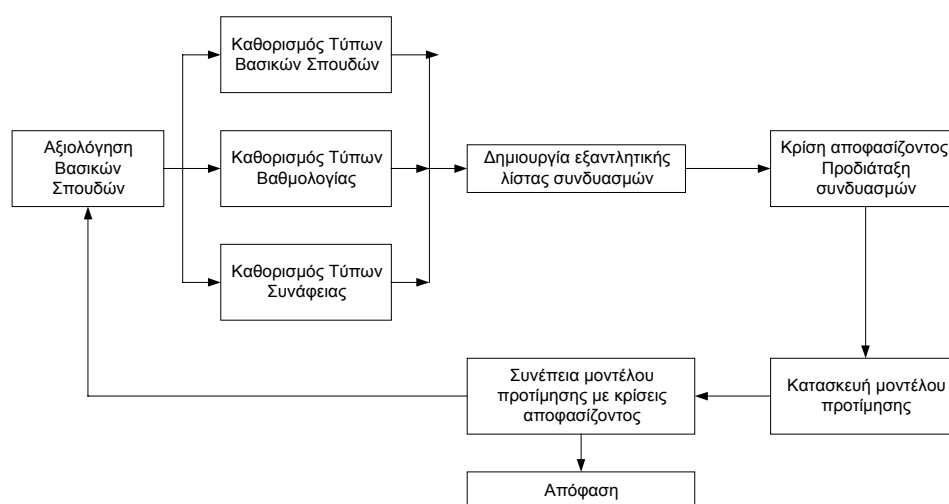 Καθορισμός Τύπων
Βασικών Σπουδών
Αξιολόγηση
Βασικών
Σπουδών
Καθορισμός Τύπων
Βαθμολογίας
Δημιουργία εξαντλητικής
λίστας συνδυασμών
Κρίση αποφασίζοντος
Προδιάταξη
συνδυασμών
Καθορισμός Τύπων
Συνάφειας
Συνέπεια μοντέλου
προτίμησης με κρίσεις
αποφασίζοντος
Κατασκευή μοντέλου
προτίμησης
Απόφαση